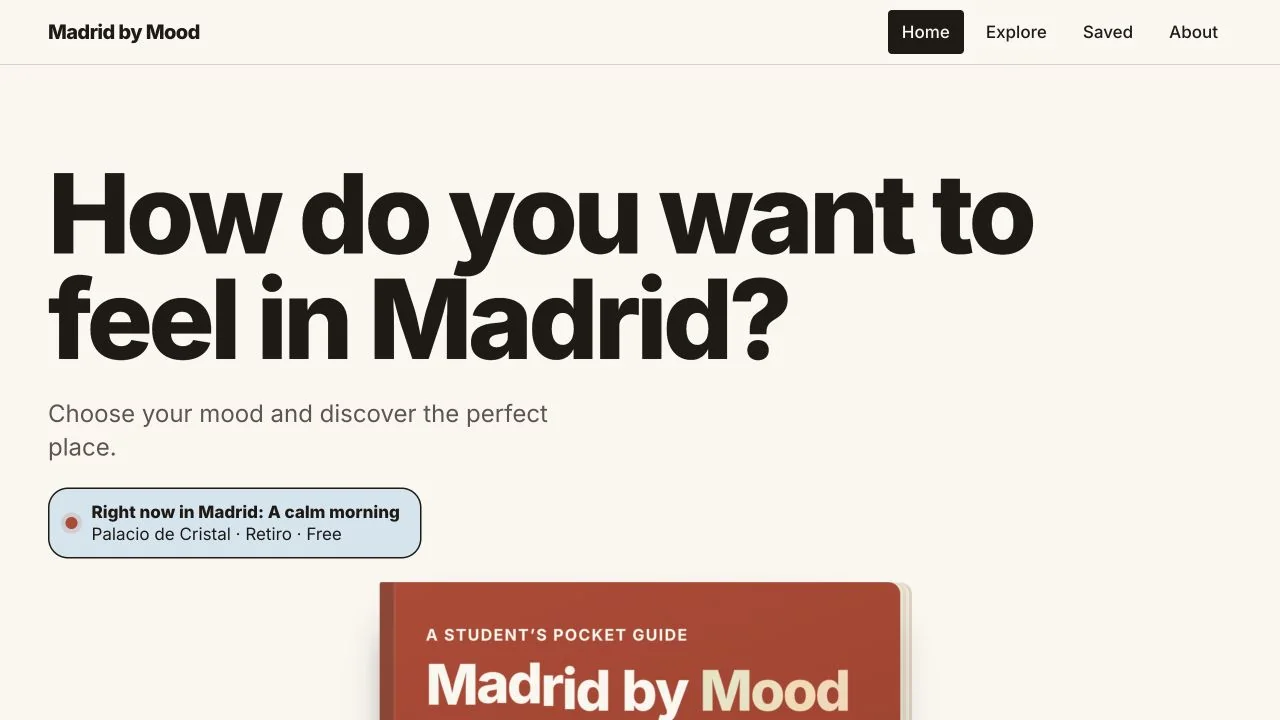 Madrid by Mood
Home
Explore
Saved
About
How do you want to
feel in Madrid?
Choose your mood and discover the perfect
place.
Right now in Madrid: A calm morning
Palacio de Cristal · Retiro · Free
A STUDENT’S POCKET GUIDE
Madrid by Mood